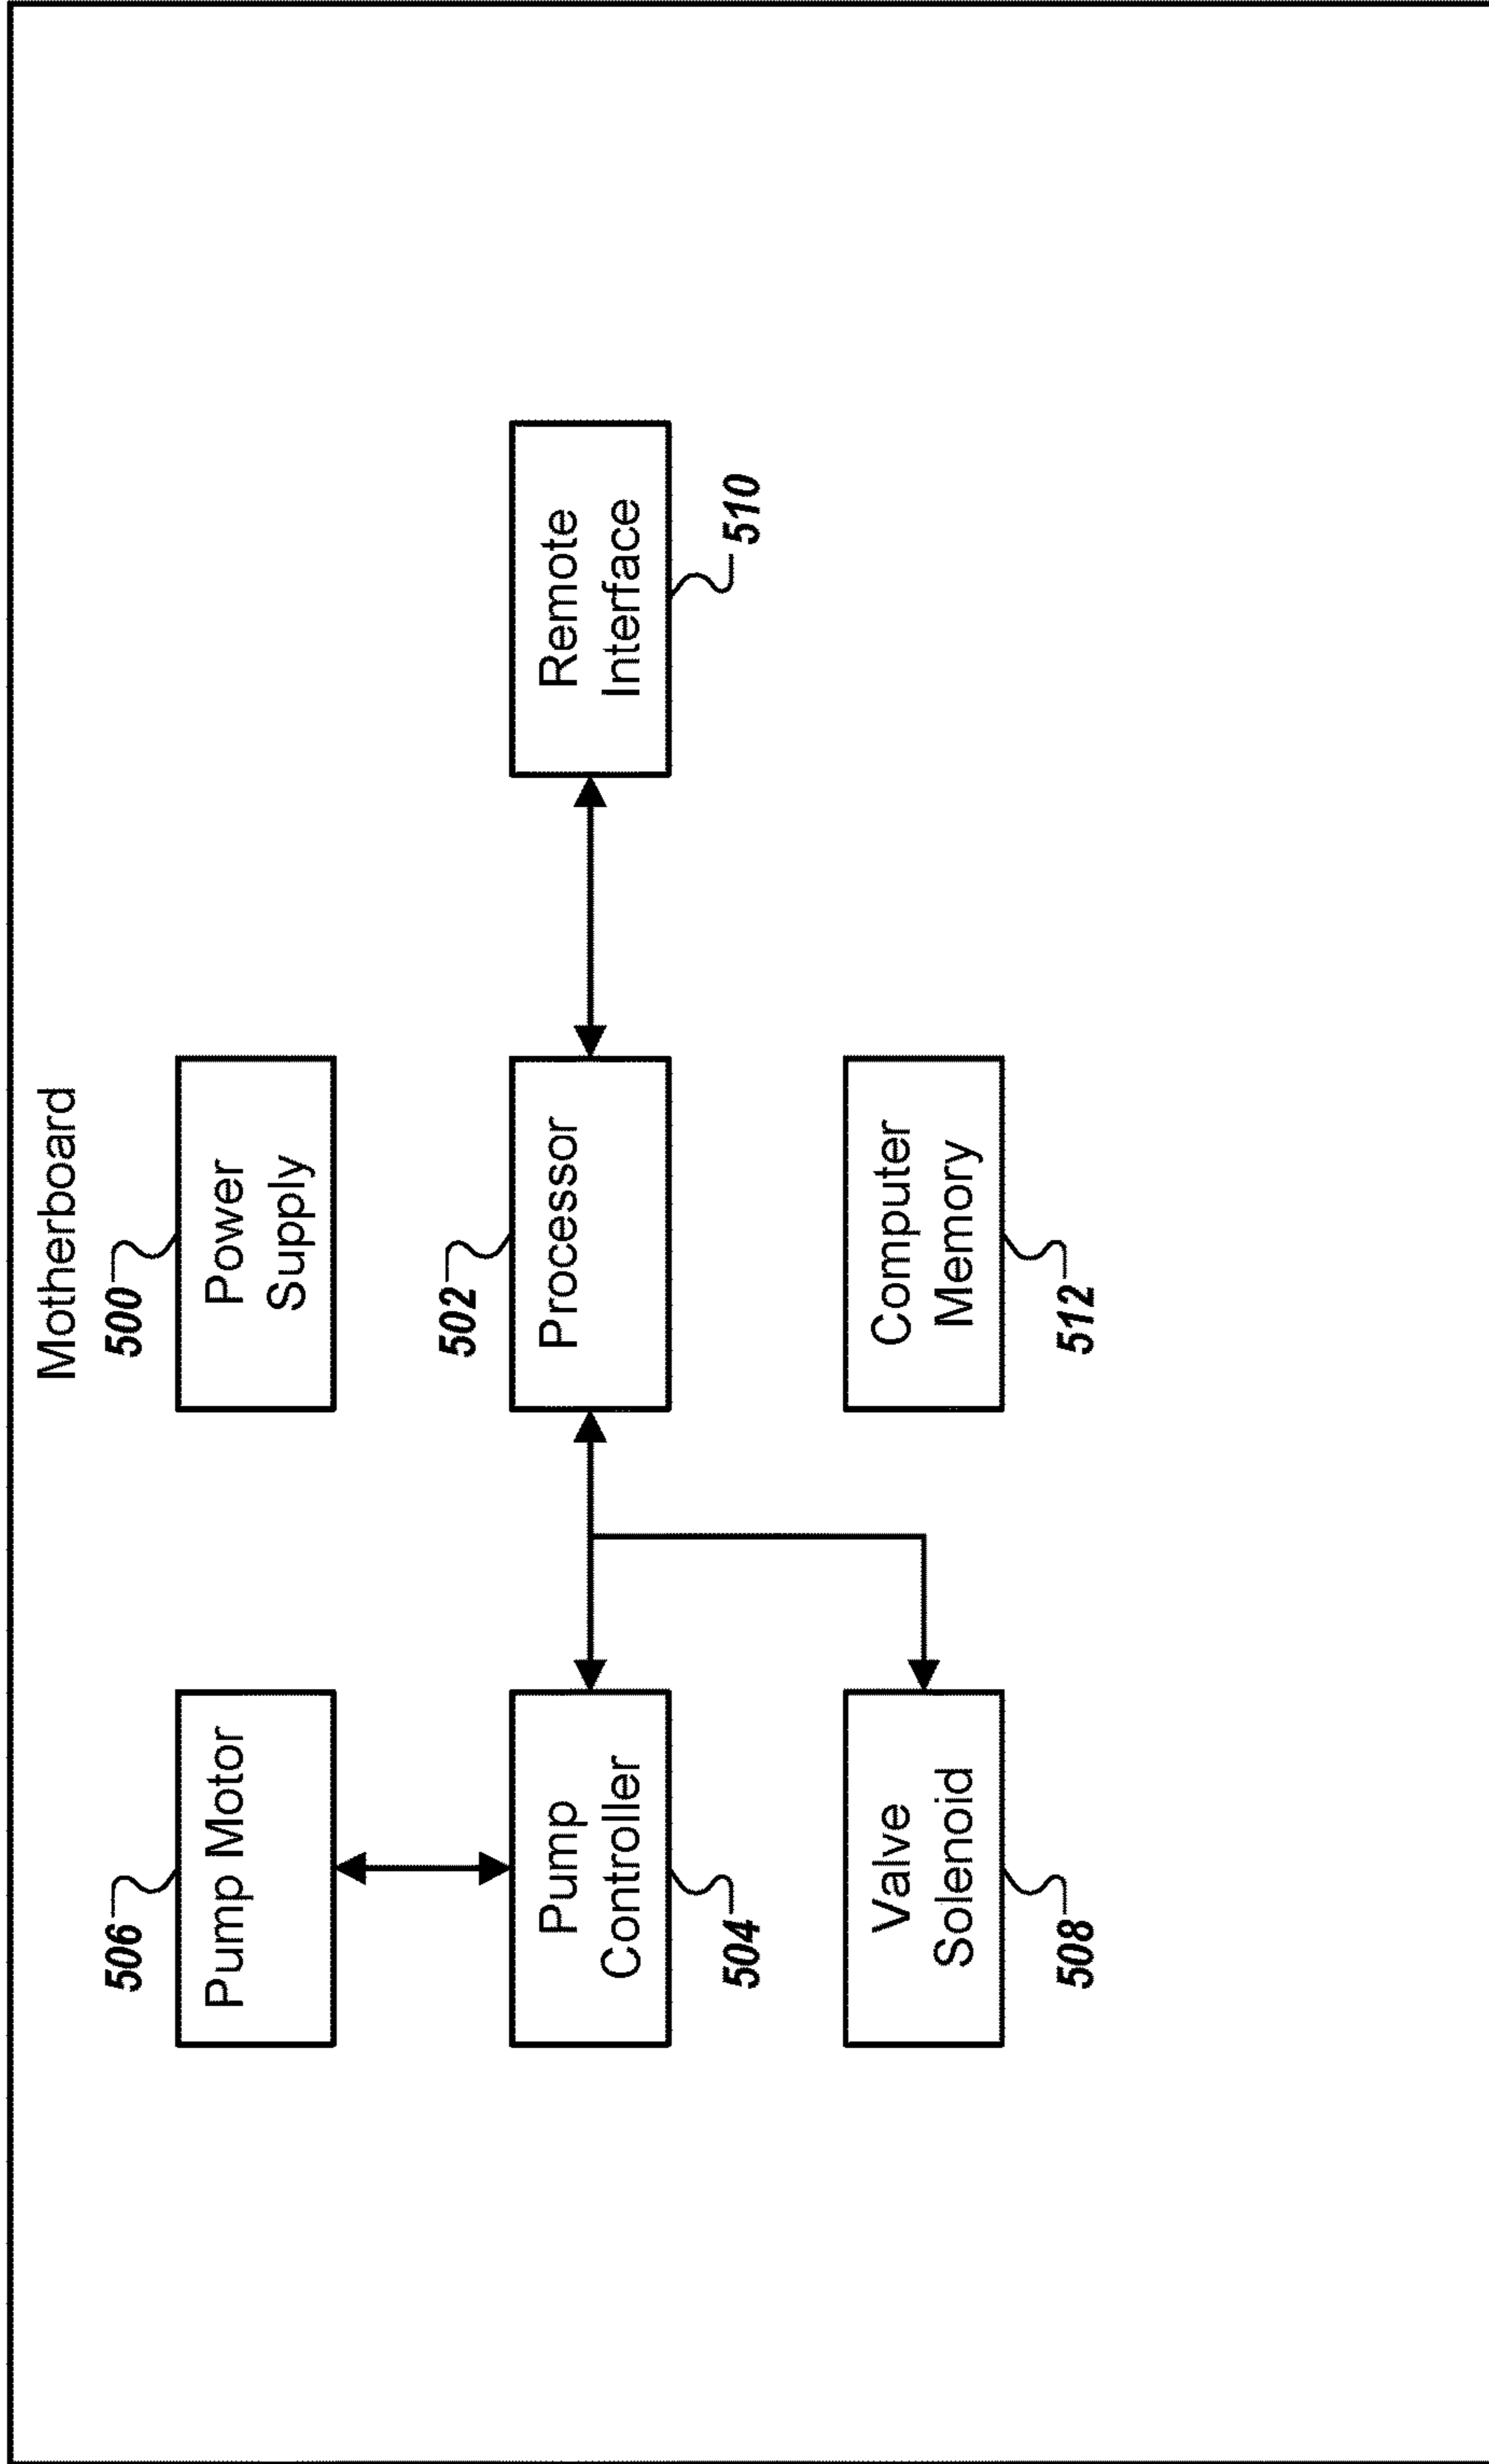 Motherboard
506
500
Pump Motor
Power
Supply
502
Pump
Controller
Processor
Remote
Interface
504
510
Valve
Solenoid
Computer
Memory
508
512